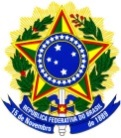 REPÚBLICA FEDERATIVA DO BRASIL
15 de Novembro
de 1889